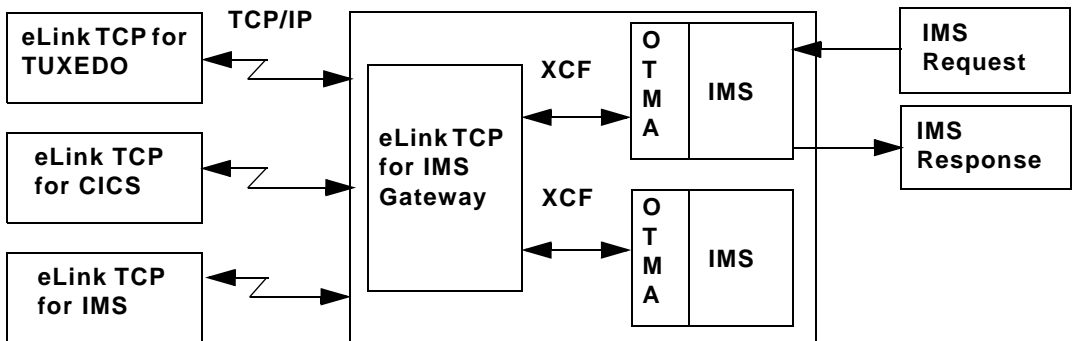 eLink TCP for
TUXEDO
TCP/IP
eLink TCP
for CICS
eLink TCP
for IMS
eLink TCP
for IMS
Gateway
XCF
XCF
O
T
M
A
IMS
O
T
M
A
IMS
IMS
Request
IMS
Response